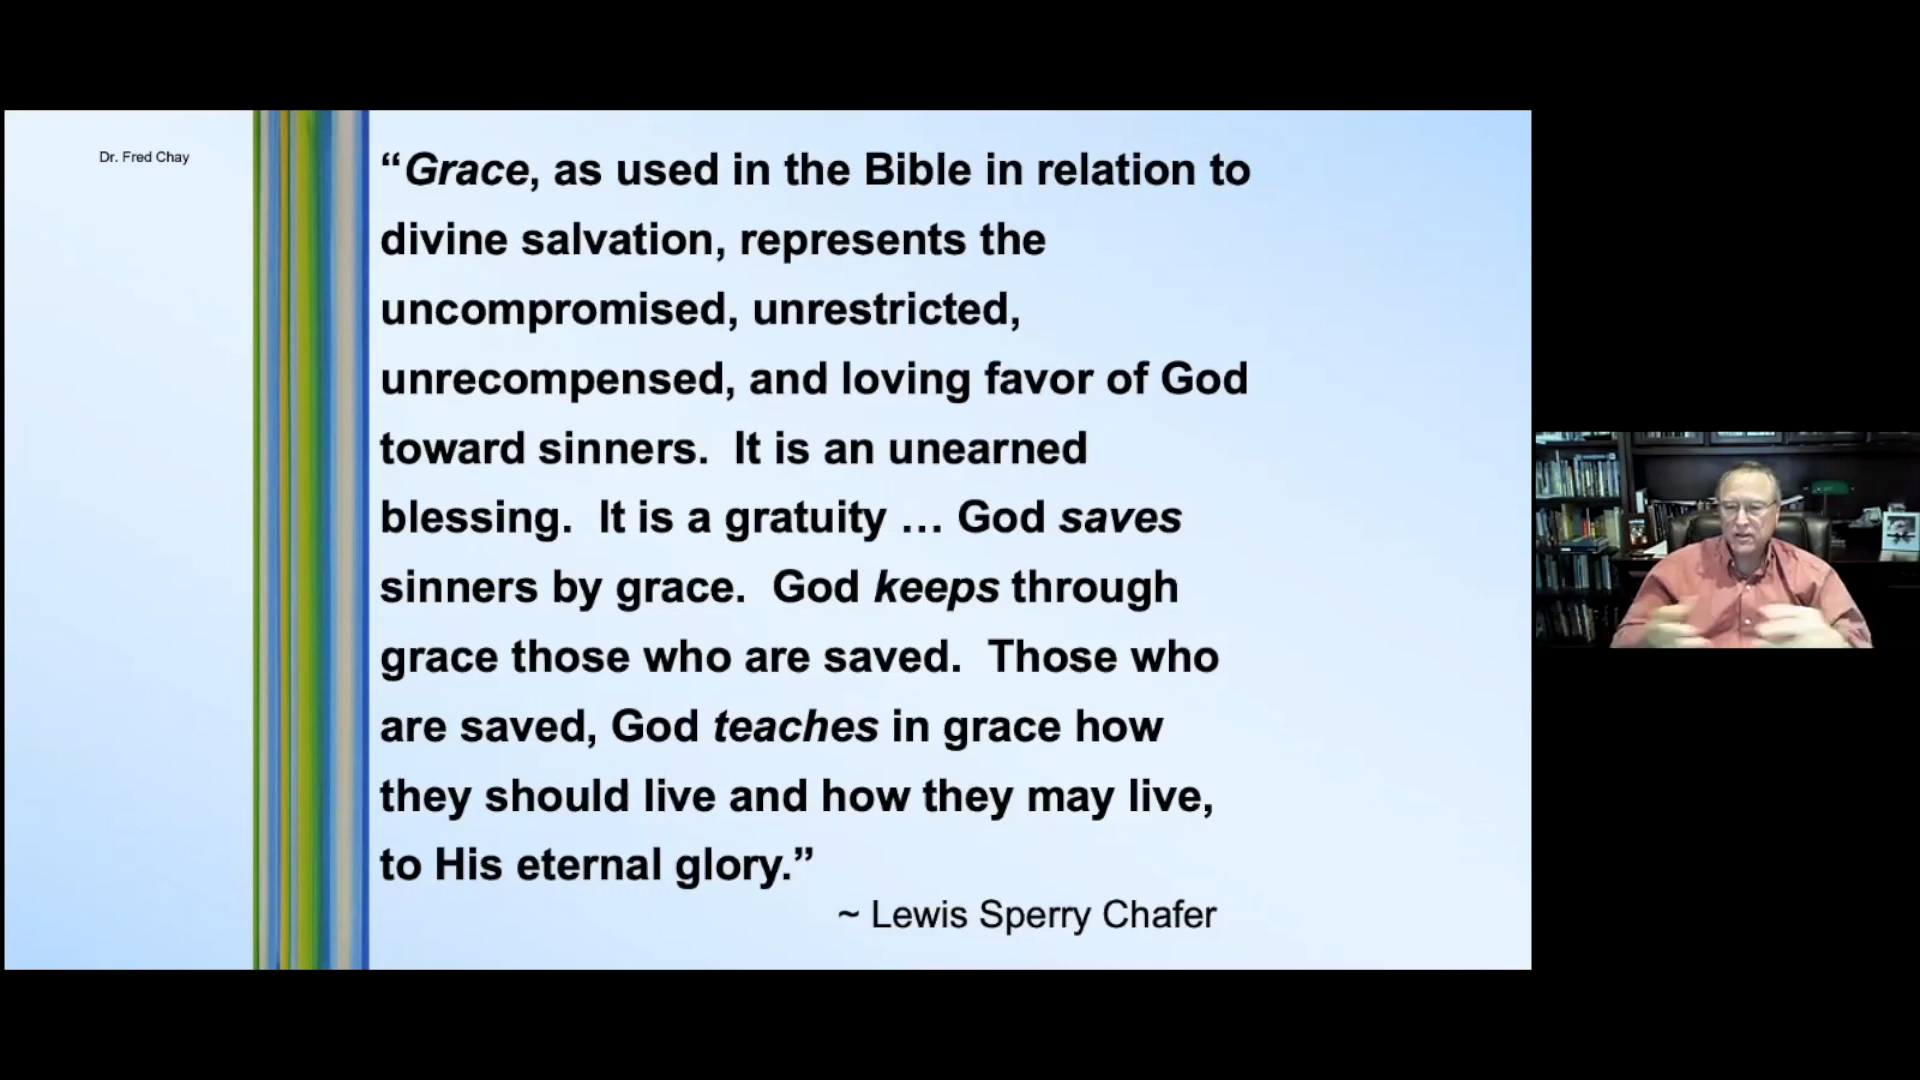 Dr. Fred Chay
“Grace, as used in the Bible in relation to
divine salvation, represents the
uncompromised, unrestricted,
unrecompensed, and loving favor of God
toward sinners.  It is an unearned
blessing.  It is a gratuity … God saves
sinners by grace.  God keeps through
grace those who are saved.  Those who
are saved, God teaches in grace how
they should live and how they may live,
to His eternal glory.”
~ Lewis Sperry Chafer